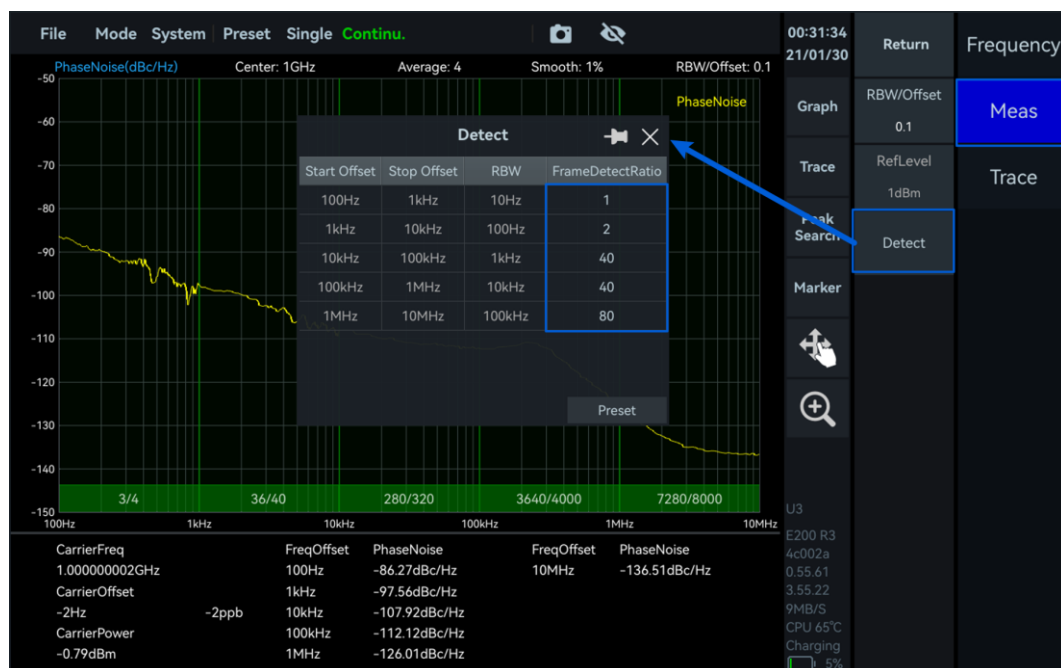 File Mode System Preset Single Continu.
PhaseNoise(dBc/Hz) Center: 1GHz Average: 4 Smooth: 1% RBW/Offset: 0.1
PhaseNoise
-50
-60
-70
-80
-90
-100
-110
-120
-130
-140
-150
Detect
Start Offset Stop Offset RBW FrameDetectRatio
100Hz 1kHz 10Hz 1
1kHz 10kHz 100Hz 2
10kHz 100kHz 1kHz 40
100kHz 1MHz 10kHz 40
1MHz 10MHz 100kHz 80
Preset
3/4 36/40 280/320 3640/4000 7280/8000
100Hz 1kHz 10kHz 100kHz 1MHz 10MHz
CarrierFreq FreqOffset PhaseNoise FreqOffset PhaseNoise
1.000000002GHz 100Hz -86.27dBc/Hz 10MHz -136.51dBc/Hz
CarrierOffset 1kHz -97.56dBc/Hz
-2Hz -2ppb 10kHz -107.92dBc/Hz
CarrierPower 100kHz -112.12dBc/Hz
-0.79dBm 1MHz -126.01dBc/Hz
00:31:34
21/01/30
Graph
Trace
Peak
Search
Marker
U3
E200 R3
4c002a
0.55.61
3.55.22
9MB/S
CPU 65℃
Charging
5%
Return
RBW/Offset
0.1
RefLevel
1dBm
Detect
Frequency
Meas
Trace